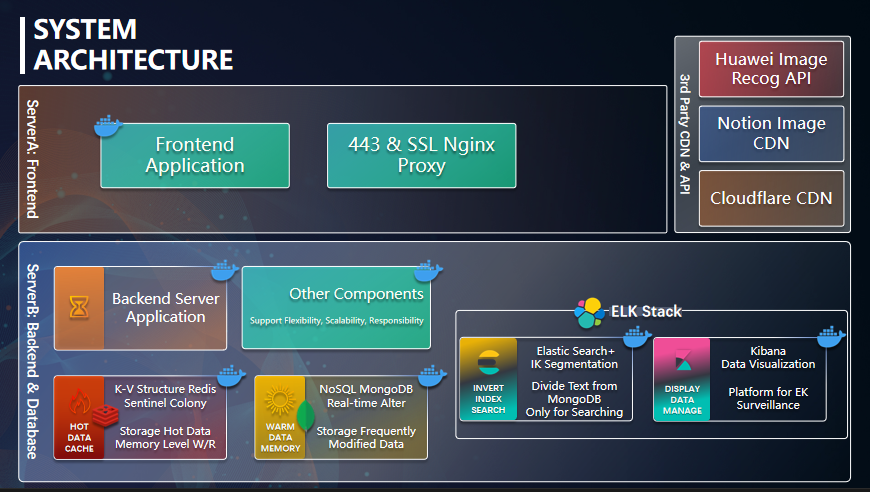 SYSTEM
ARCHITECTURE
ServerA: Frontend
Frontend
Application
443 & SSL Nginx
Proxy
3rd Party CDN & API
Huawei Image
Recog API
Notion Image
CDN
Cloudflare CDN
ServerB: Backend & Database
Backend Server
Application
Other Components
Support Flexibility, Scalability, Responsibility
HOT
DATA
CACHE
K-V Structure Redis
Sentinel Colony
Storage Hot Data
Memory Level W/R
WARM
DATA
MEMORY
NoSQL MongoDB
Real-time Alter
Storage Frequently
Modified Data
ELK Stack
INVERT
INDEX
SEARCH
Elastic Search+
IK Segmentation
Divide Text from
MongoDB
Only for Searching
DISPLAY
DATA
MANAGE
Kibana
Data Visualization
Platform for EK
Surveillance